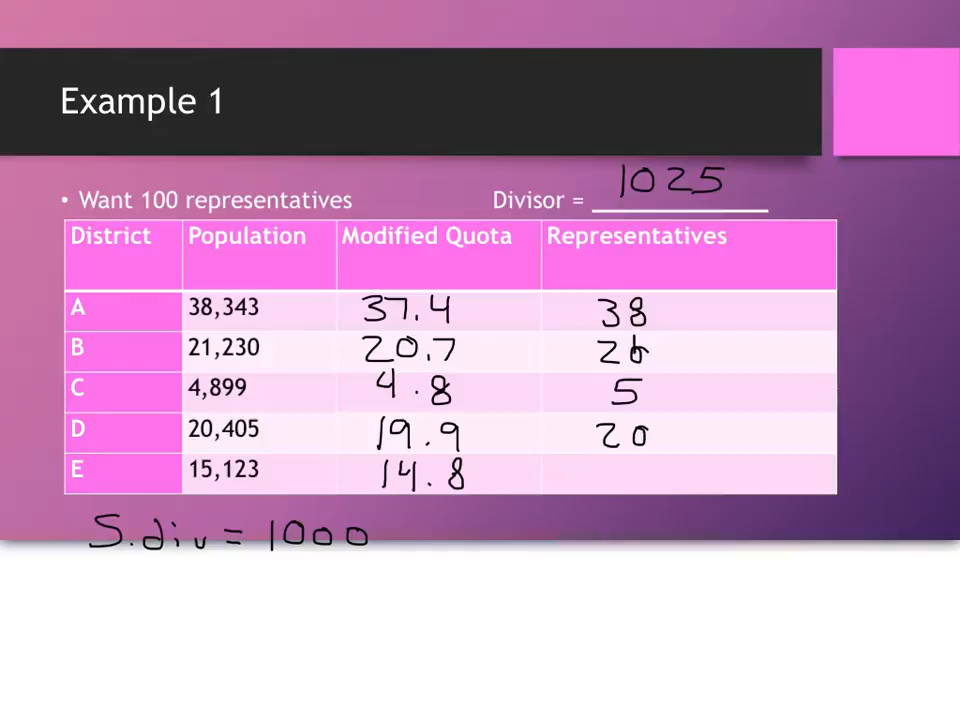 Example 1
• Want 100 representatives Divisor = 1025
District Population Modified Quota Representatives
A 38,343 37.4 38
B 21,230 20.7
C 4,899 4.8 5
D 20,405 19.9 20
E 15,123 14.8
S.div = 1000